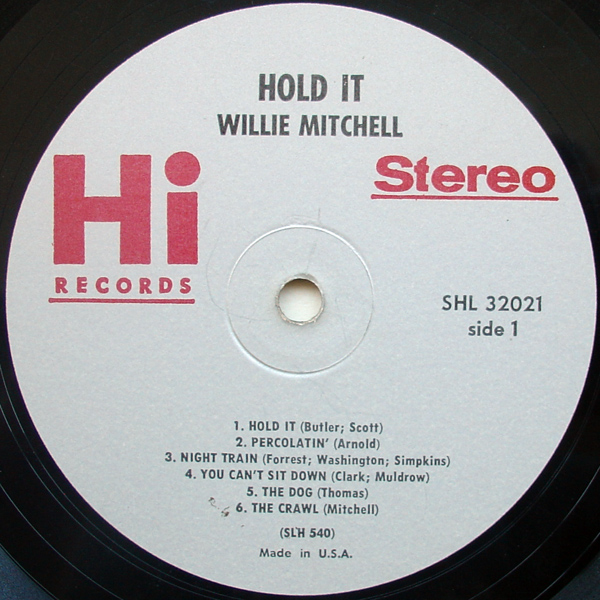 HOLD IT
WILLIE MITCHELL
Hi
RECORDS
Stereo
SHL 32021
side 1
1. HOLD IT (Butler; Scott)
2. PERCOLATIN' (Arnold)
3. NIGHT TRAIN (Forrest; Washington; Simpkins)
4. YOU CAN'T SIT DOWN (Clark; Muldrow)
5. THE DOG (Thomas)
6. THE CRAWL (Mitchell)
(SLH 540)
Made in U.S.A.